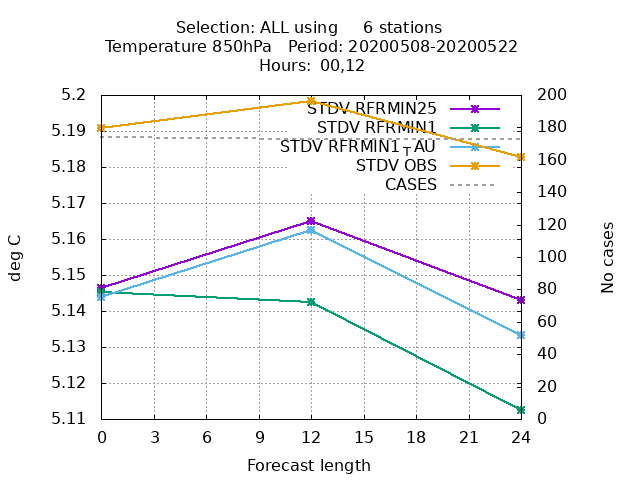 Selection: ALL using     6 stations
Temperature 850hPa   Period: 20200508-20200522
Hours:  00,12
5.2
5.19
5.18
5.17
5.16
5.15
5.14
5.13
5.12
5.11
deg C
STDV RFRMIN25
STDV RFRMIN1
STDV RFRMIN1┬AU
STDV OBS
CASES
200
180
160
140
120
100
80
60
40
20
0
No cases
0 3 6 9 12 15 18 21 24
Forecast length